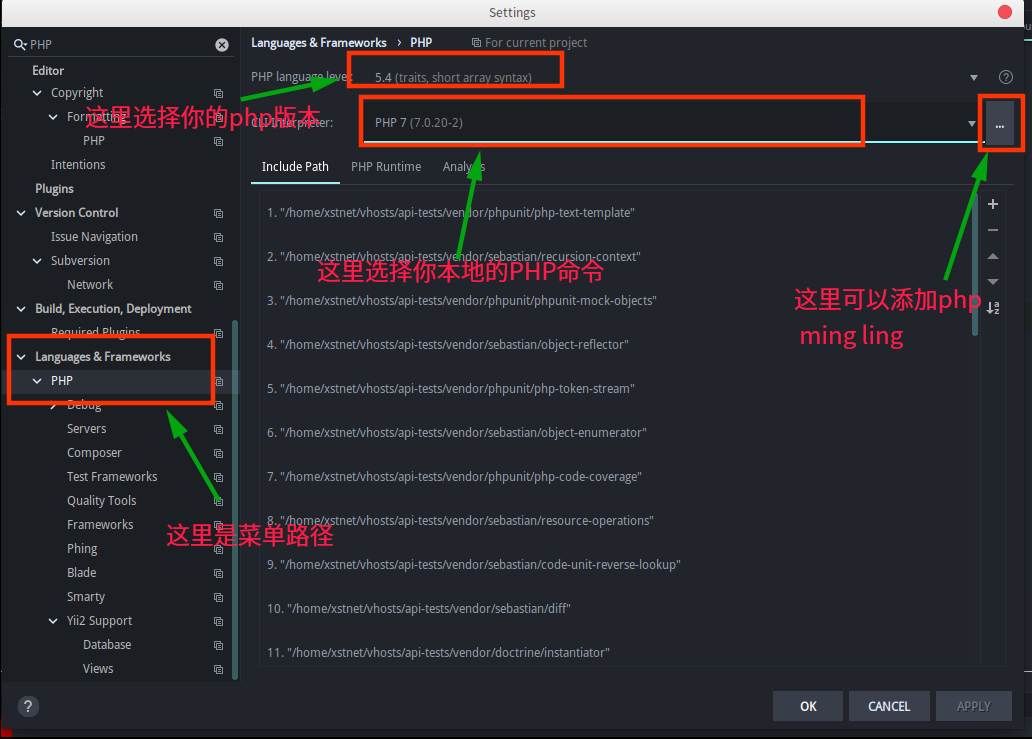 Settings
PHP
Editor
Copyright
Formatting
PHP
Intentions
Plugins
Version Control
Issue Navigation
Subversion
Network
Build, Execution, Deployment
Required Plugins
Languages & Frameworks
PHP
Debug
Servers
Composer
Test Frameworks
Quality Tools
Frameworks
Phing
Blade
Smarty
Yii2 Support
Database
Views
Languages & Frameworks › PHP
For current project
PHP language level:
5.4 (traits, short array syntax)
?
这里选择你的php版本
CLI Interpreter:
PHP 7 (7.0.20-2)
...
Include Path
PHP Runtime
Analysis
1. "/home/xstnet/vhosts/api-tests/vendor/phpunit/php-text-template"
2. "/home/xstnet/vhosts/api-tests/vendor/sebastian/recursion-context"
这里选择你本地的PHP命令
3. "/home/xstnet/vhosts/api-tests/vendor/phpunit/phpunit-mock-objects"
这里可以添加php
ming ling
4. "/home/xstnet/vhosts/api-tests/vendor/sebastian/object-reflector"
5. "/home/xstnet/vhosts/api-tests/vendor/phpunit/php-token-stream"
6. "/home/xstnet/vhosts/api-tests/vendor/sebastian/object-enumerator"
7. "/home/xstnet/vhosts/api-tests/vendor/phpunit/php-code-coverage"
8. "/home/xstnet/vhosts/api-tests/vendor/sebastian/resource-operations"
这里是菜单路径
9. "/home/xstnet/vhosts/api-tests/vendor/sebastian/code-unit-reverse-lookup"
10. "/home/xstnet/vhosts/api-tests/vendor/sebastian/diff"
11. "/home/xstnet/vhosts/api-tests/vendor/doctrine/instantiator"
?
OK
CANCEL
APPLY